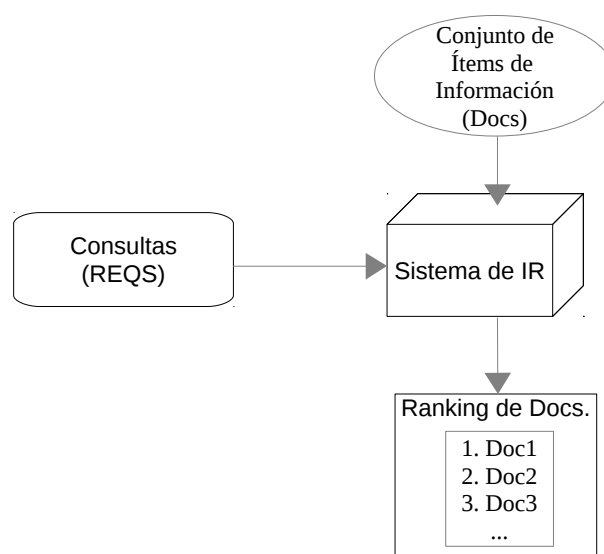 Conjunto de
Ítems de
Información
(Docs)
Consultas
(REQS)
Sistema de IR
Ranking de Docs.
1. Doc1
2. Doc2
3. Doc3
...